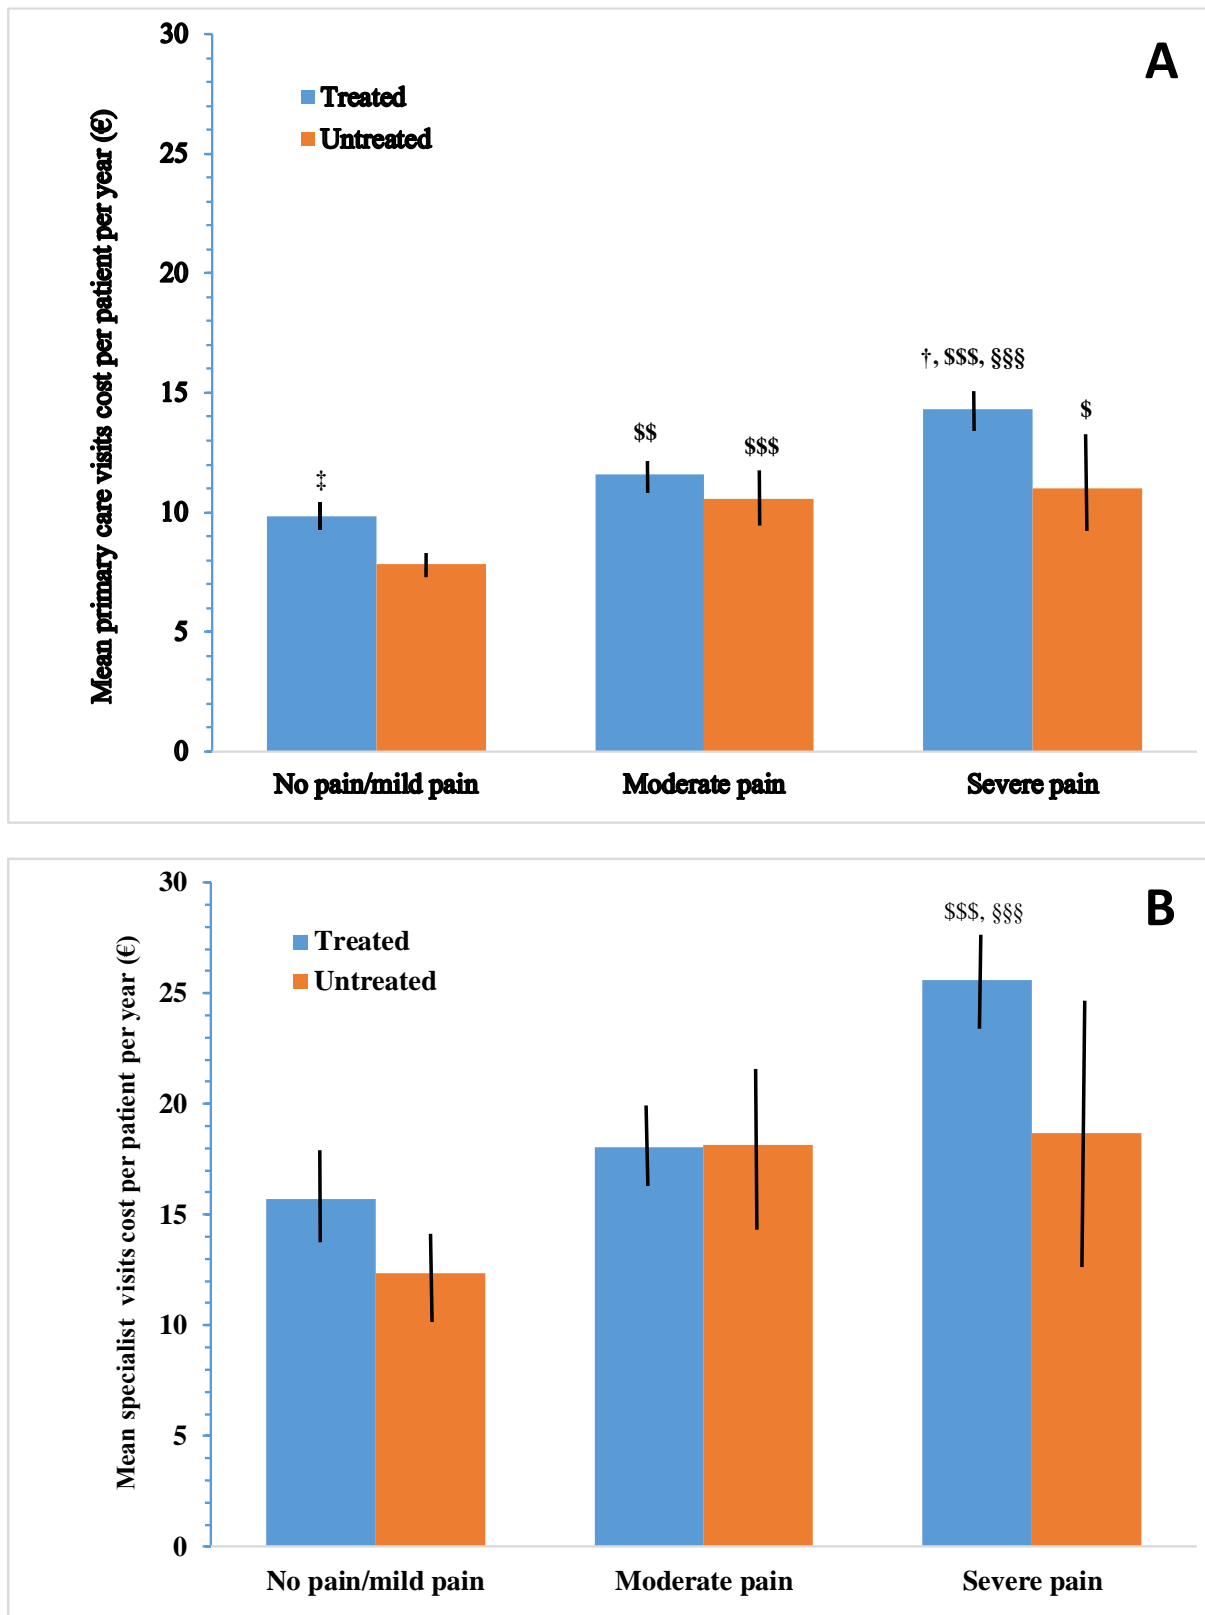 A
30
25
20
15
10
5
0
Mean primary care visits cost per patient per year (€)
Treated
Untreated
‡
$$
$$$
†, $$$, §§§
$
No pain/mild pain
Moderate pain
Severe pain
B
30
25
20
15
10
5
0
Mean specialist visits cost per patient per year (€)
Treated
Untreated
$$$, §§§
No pain/mild pain
Moderate pain
Severe pain